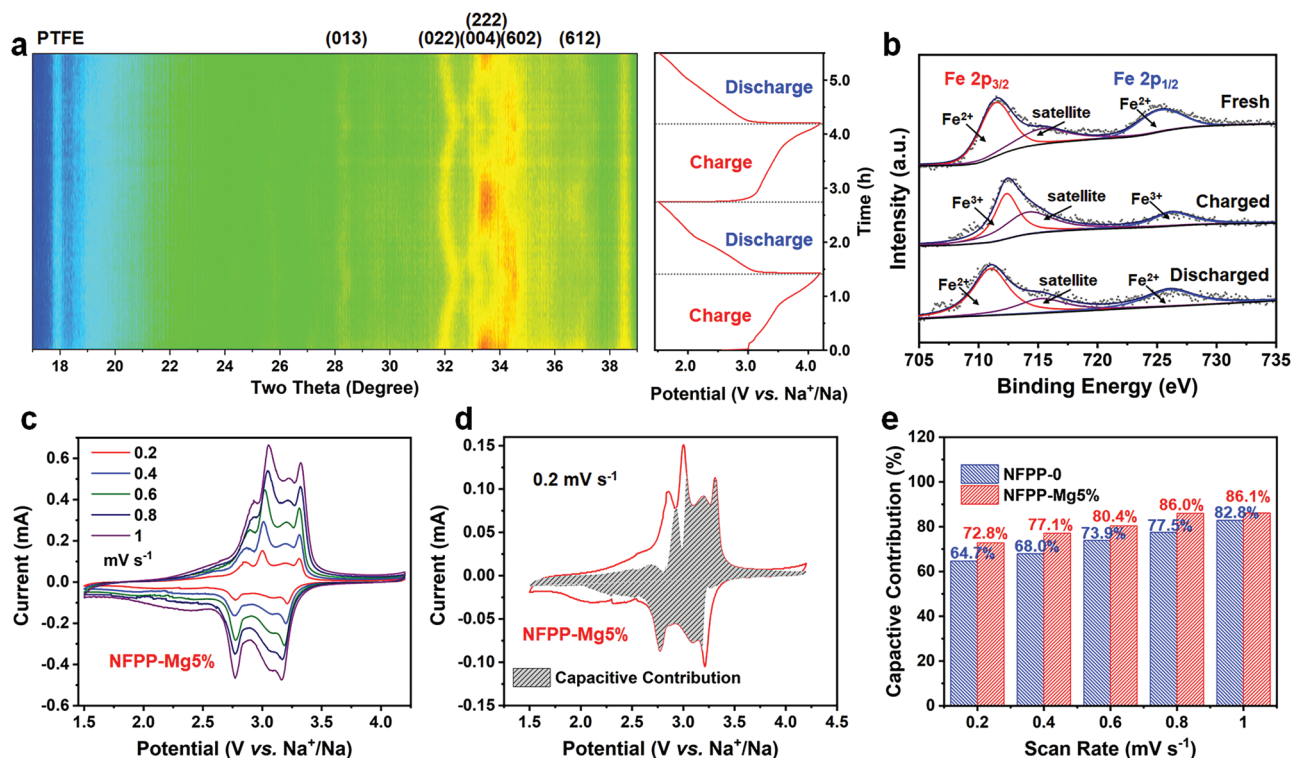 a
PTFE
(013)
(222)
(022)(004)(602)
(612)
Discharge
Charge
Discharge
Charge
5.0
4.0
3.0
2.0
1.0
0.0
Time (h)
18 20 22 24 26 28 30 32 34 36 38
Two Theta (Degree)
2.0 3.0 4.0
Potential (V vs. Na⁺/Na)
b
Fe 2p3/2
Fe 2p1/2
Fe²⁺
satellite
Fe²⁺
Fresh
Fe³⁺
satellite
Fe³⁺
Charged
Fe²⁺
satellite
Fe²⁺
Discharged
Intensity (a.u.)
705 710 715 720 725 730 735
Binding Energy (eV)
c
0.2
0.4
0.6
0.8
1
mV s⁻¹
NFPP-Mg5%
0.6
0.4
0.2
0.0
-0.2
-0.4
-0.6
Current (mA)
1.5 2.0 2.5 3.0 3.5 4.0
Potential (V vs. Na⁺/Na)
d
0.2 mV s⁻¹
NFPP-Mg5%
Capacitive Contribution
0.15
0.10
0.05
0.00
-0.05
-0.10
-0.15
Current (mA)
1.5 2.0 2.5 3.0 3.5 4.0 4.5
Potential (V vs. Na⁺/Na)
e
NFPP-0
NFPP-Mg5%
64.7%
72.8%
68.0%
77.1%
73.9%
80.4%
77.5%
86.0%
82.8%
86.1%
120
100
80
60
40
20
0
Capactive Contribution (%)
0.2 0.4 0.6 0.8 1
Scan Rate (mV s⁻¹)